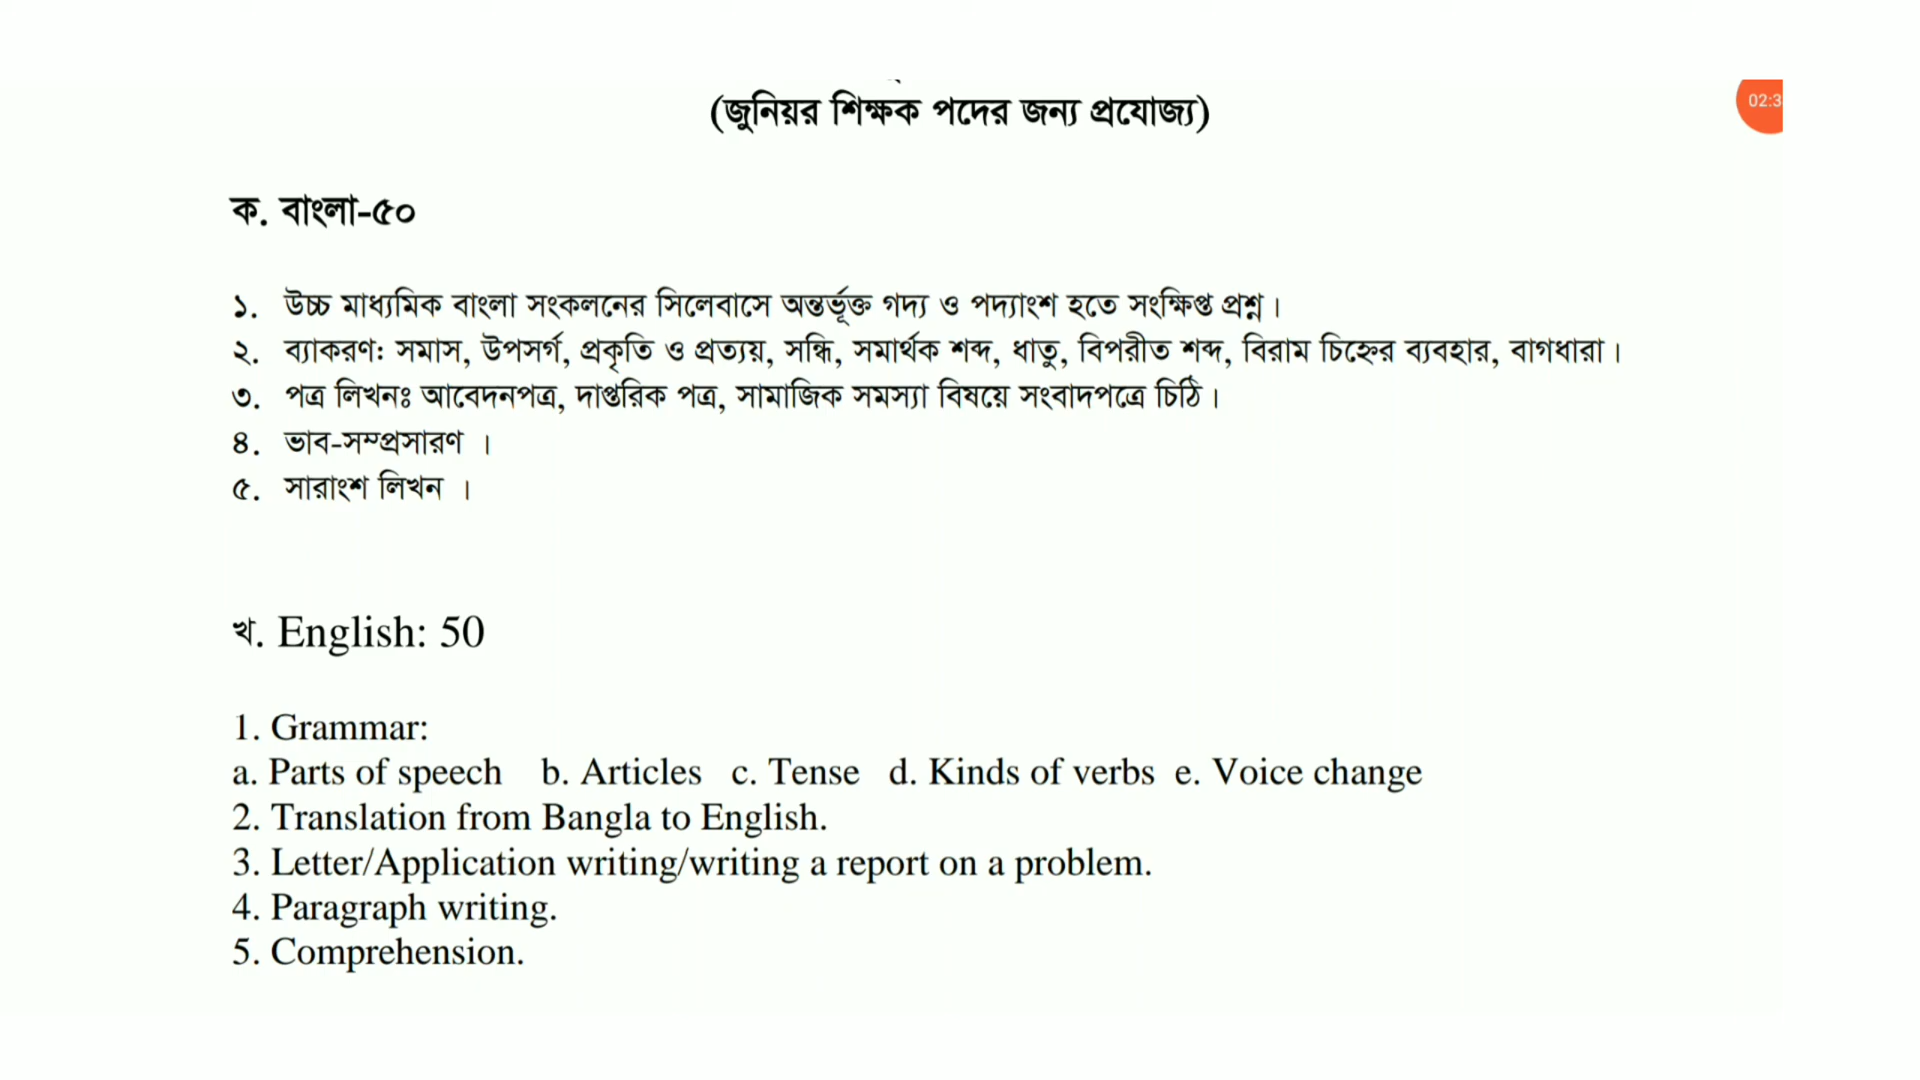 (জুনিয়র শিক্ষক পদের জন্য প্রযোজ্য)
02:3
ক. বাংলা-৫০
১. উচ্চ মাধ্যমিক বাংলা সংকলনের সিলেবাসে অন্তর্ভূক্ত গদ্য ও পদ্যাংশ হতে সংক্ষিপ্ত প্রশ্ন।
২. ব্যাকরণ: সমাস, উপসর্গ, প্রকৃতি ও প্রত্যয়, সন্ধি, সমার্থক শব্দ, ধাতু, বিপরীত শব্দ, বিরাম চিহ্নের ব্যবহার, বাগধারা।
৩. পত্র লিখনঃ আবেদনপত্র, দাপ্তরিক পত্র, সামাজিক সমস্যা বিষয়ে সংবাদপত্রে চিঠি।
৪. ভাব-সম্প্রসারণ ।
৫. সারাংশ লিখন ।
খ. English: 50
1. Grammar:
a. Parts of speech b. Articles c. Tense d. Kinds of verbs e. Voice change
2. Translation from Bangla to English.
3. Letter/Application writing/writing a report on a problem.
4. Paragraph writing.
5. Comprehension.